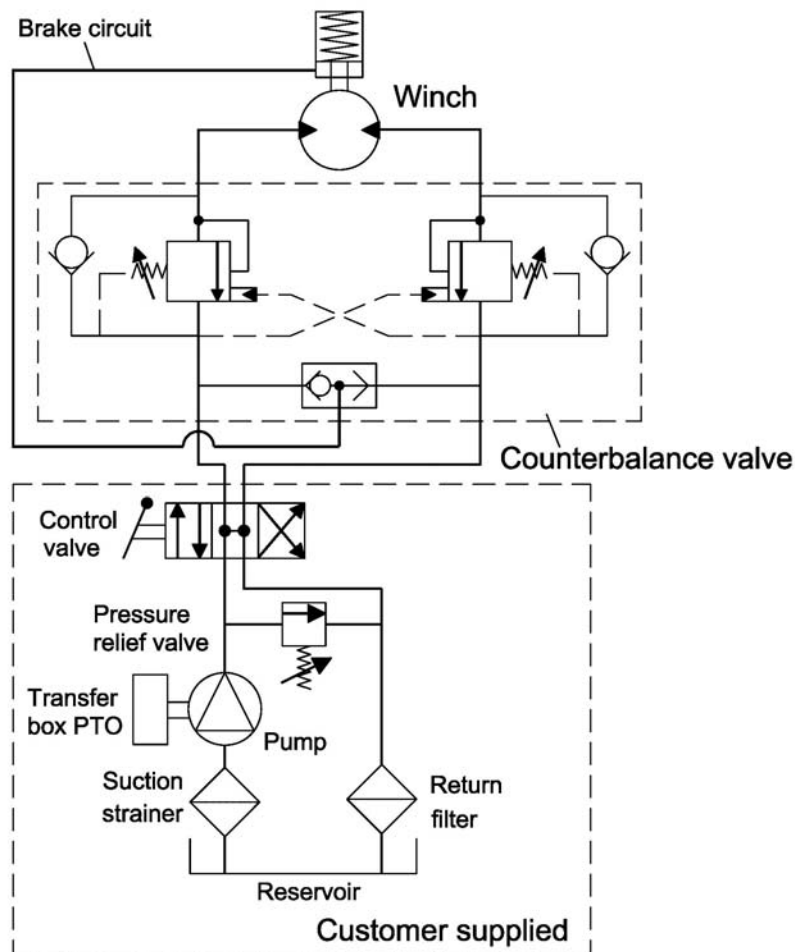 Brake circuit
Winch
Counterbalance valve
Control
valve
Pressure
relief valve
Transfer
box PTO
Pump
Suction
strainer
Return
filter
Reservoir
Customer supplied